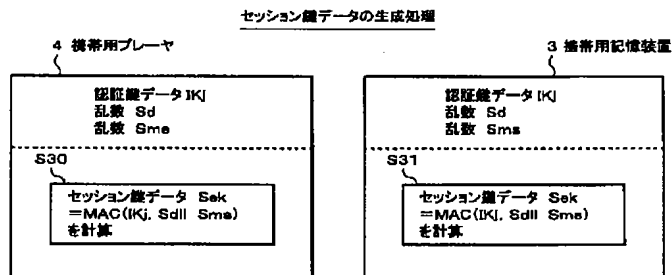 セッション鍵データの生成処理
4 携帯用プレーヤ
3 携帯用記憶装置
認証鍵データ IKj
乱数 Sd
乱数 Sms
認証鍵データ IKj
乱数 Sd
乱数 Sms
S30
セッション鍵データ Sek
=MAC(IKj, Sd|| Sms)
を計算
S31
セッション鍵データ Sek
=MAC(IKj, Sd|| Sms)
を計算